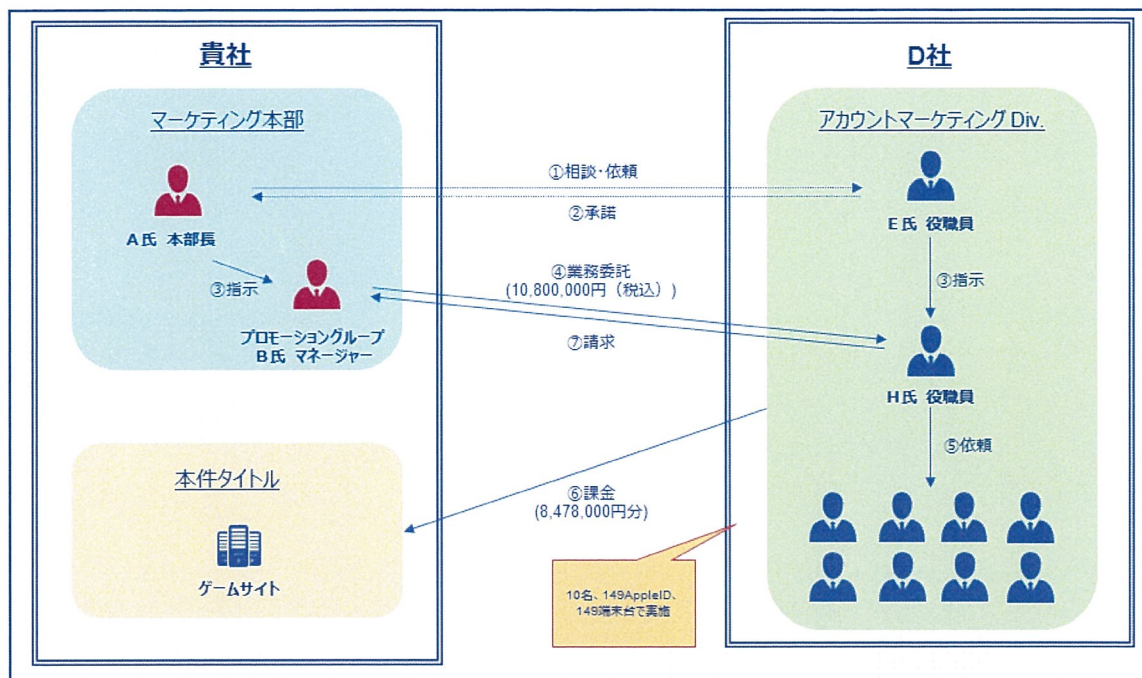 貴社
マーケティング本部
A氏 本部長
③指示
プロモーショングループ
B氏 マネージャー
本件タイトル
ゲームサイト
①相談・依頼
②承諾
④業務委託
(10,800,000円（税込）)
⑦請求
⑥課金
(8,478,000円分)
10名、149AppleID、
149端末台で実施
D社
アカウントマーケティングDiv.
E氏 役職員
③指示
H氏 役職員
⑤依頼